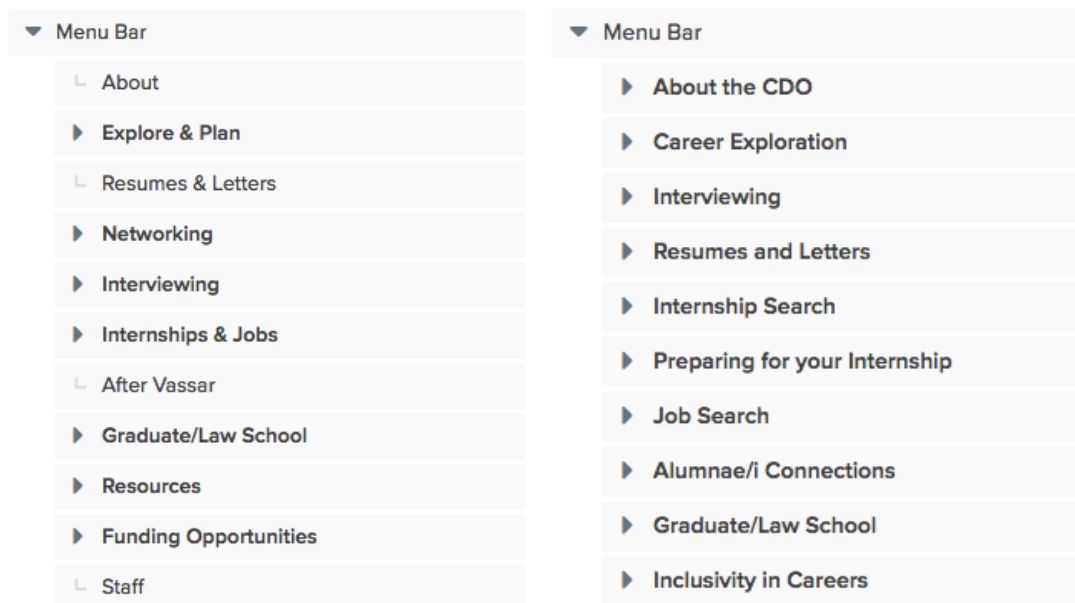 Menu Bar
About
Explore & Plan
Resumes & Letters
Networking
Interviewing
Internships & Jobs
After Vassar
Graduate/Law School
Resources
Funding Opportunities
Staff
Menu Bar
About the CDO
Career Exploration
Interviewing
Resumes and Letters
Internship Search
Preparing for your Internship
Job Search
Alumnae/i Connections
Graduate/Law School
Inclusivity in Careers